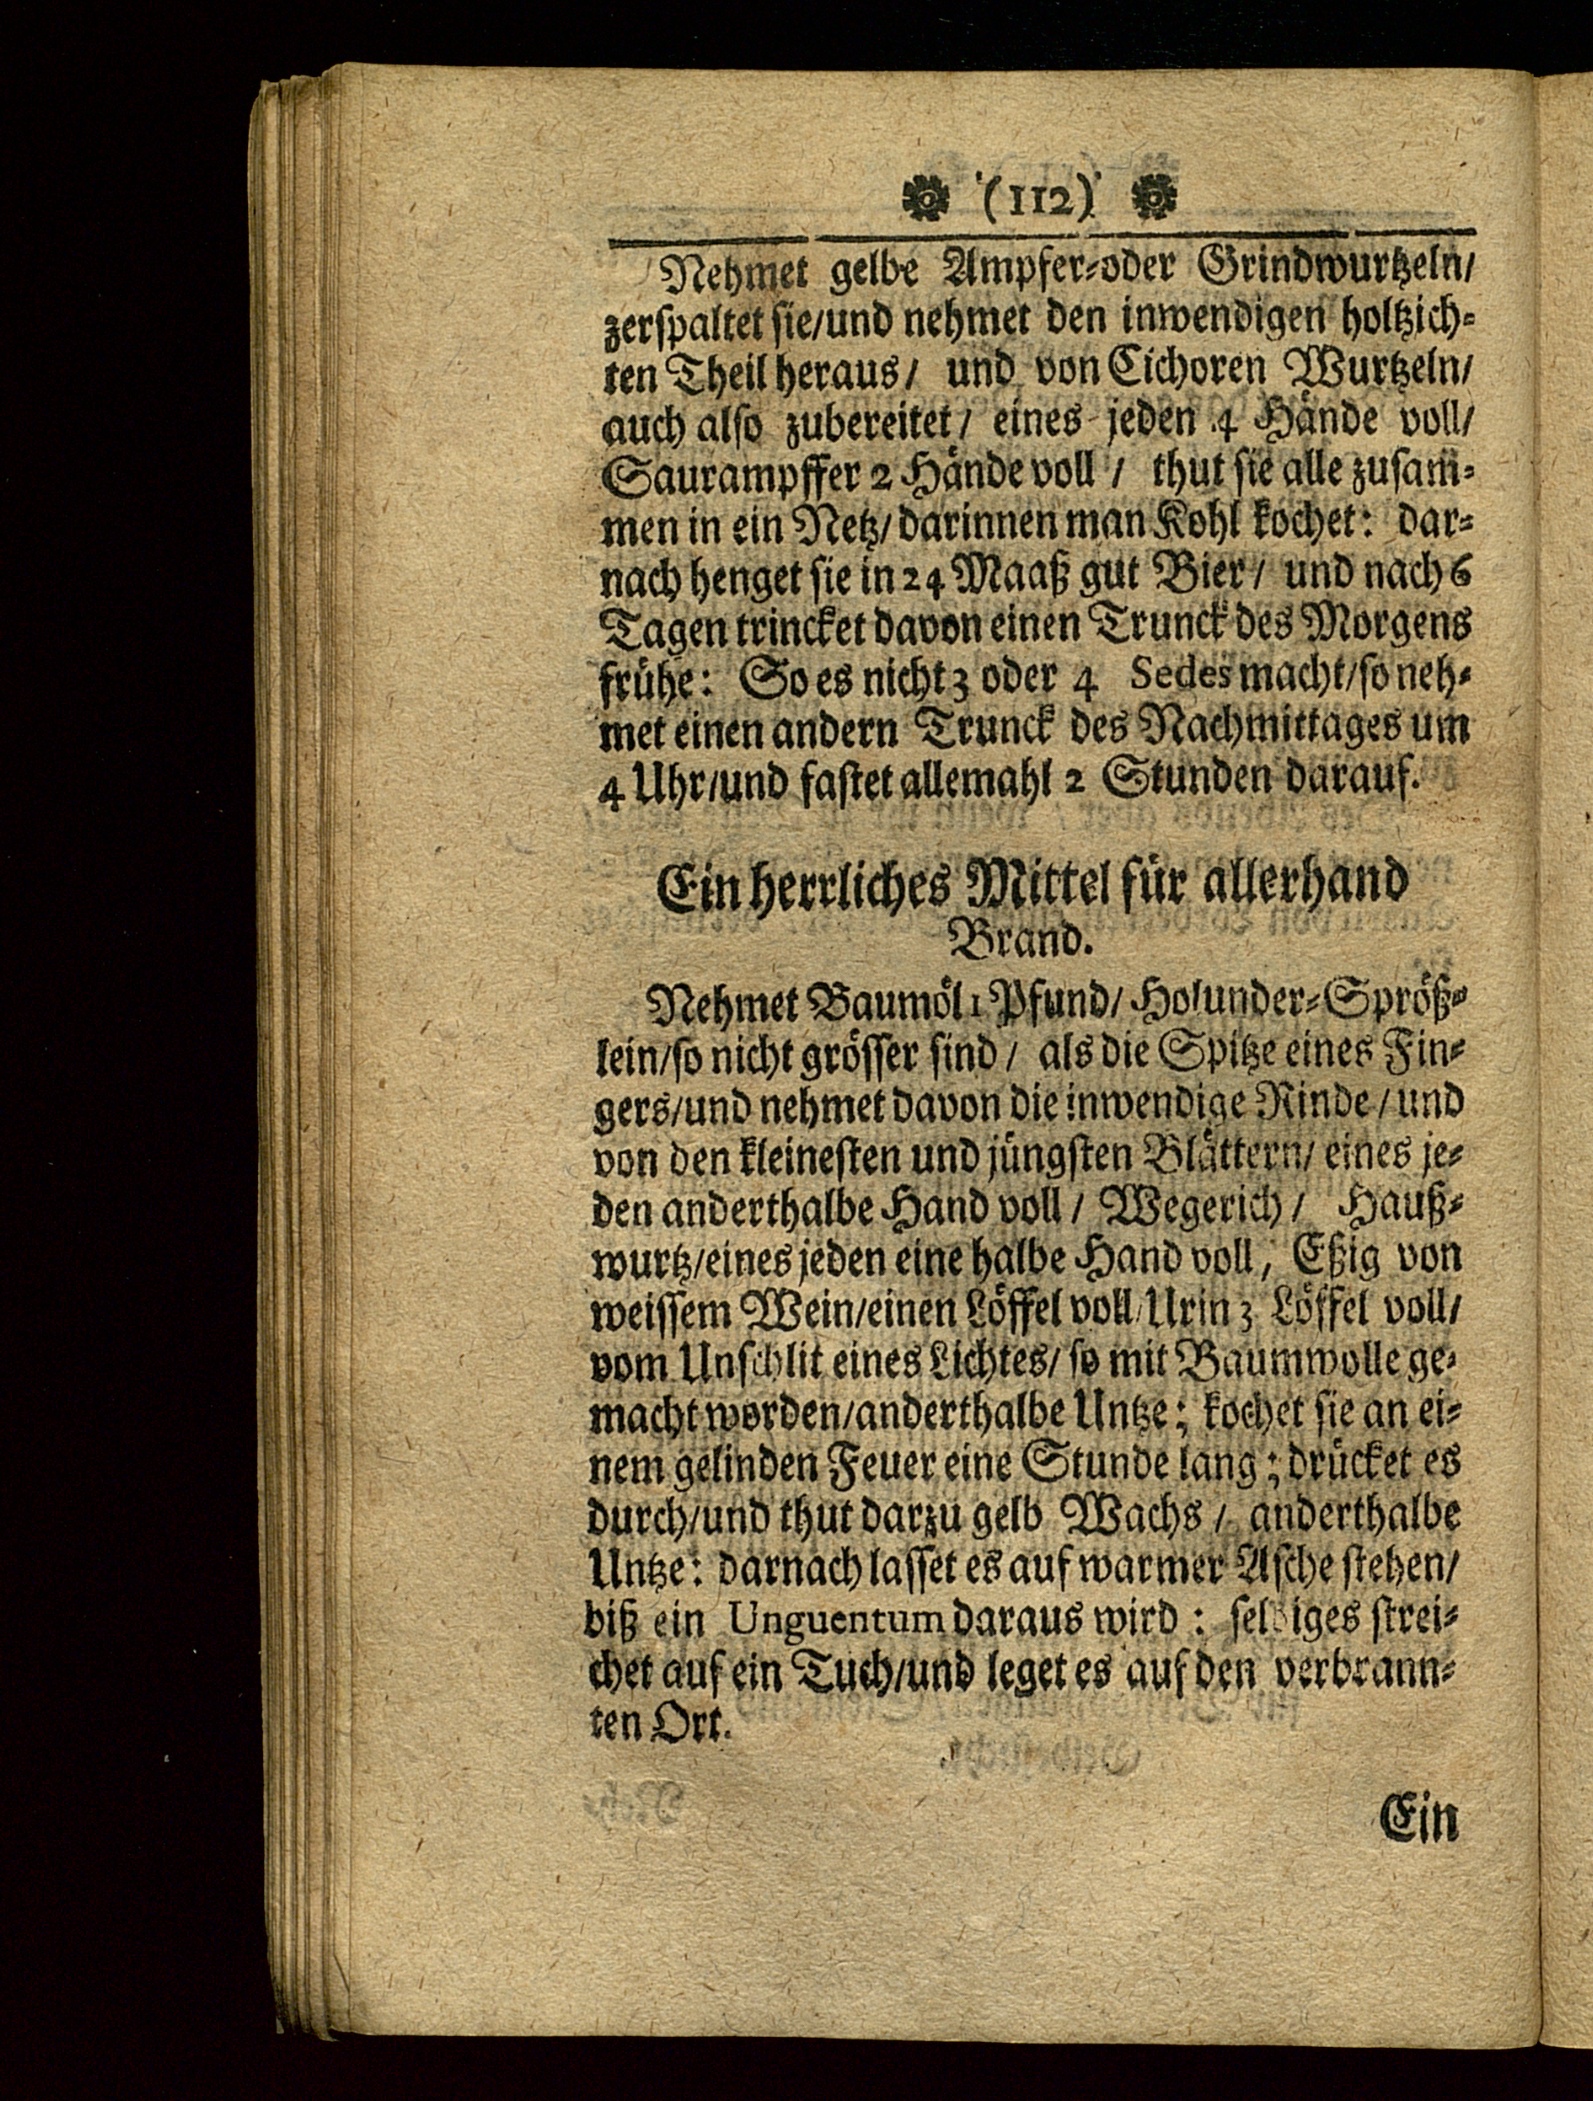 (112)
Nehmet gelbe Ampfer-oder Grindwurtzeln/
zerspaltet sie/und nehmet den inwendigen holtzich-
ten Theil heraus/ und von Cichoren Wurtzeln/
auch also zubereitet/ eines jeden 4 Hände voll/
Saurampffer 2 Hände voll / thut sie alle zusam-
men in ein Netz/darinnen man Kohl kochet: dar-
nach henget sie in 24 Maaß gut Bier/ und nach 6
Tagen trincket davon einen Trunck des Morgens
frühe: So es nicht 3 oder 4 Sedes macht/so neh-
met einen andern Trunck des Nachmittages um
4 Uhr/und fastet allemahl 2 Stunden darauf.
Ein herrliches Mittel für allerhand
Brand.
Nehmet Baumöl 1 Pfund/ Holunder-Spröß-
lein/so nicht grösser sind/ als die Spitze eines Fin-
gers/und nehmet davon die inwendige Rinde/und
von den kleinesten und jüngsten Blättern/ eines je-
den anderthalbe Hand voll/ Wegerich/ Hauß-
wurtz/eines jeden eine halbe Hand voll, Eßig von
weissem Wein/einen Löffel voll/Urin 3 Löffel voll/
vom Unschlit eines Lichtes/ so mit Baumwolle ge-
macht worden/anderthalbe Untze; kochet sie an ei-
nem gelinden Feuer eine Stunde lang; drücket es
durch/und thut darzu gelb Wachs / anderthalbe
Untze: darnach lasset es auf warmer Asche stehen/
biß ein Unguentum daraus wird: selbiges strei-
chet auf ein Tuch/und leget es auf den verbrann-
ten Ort.
Ein